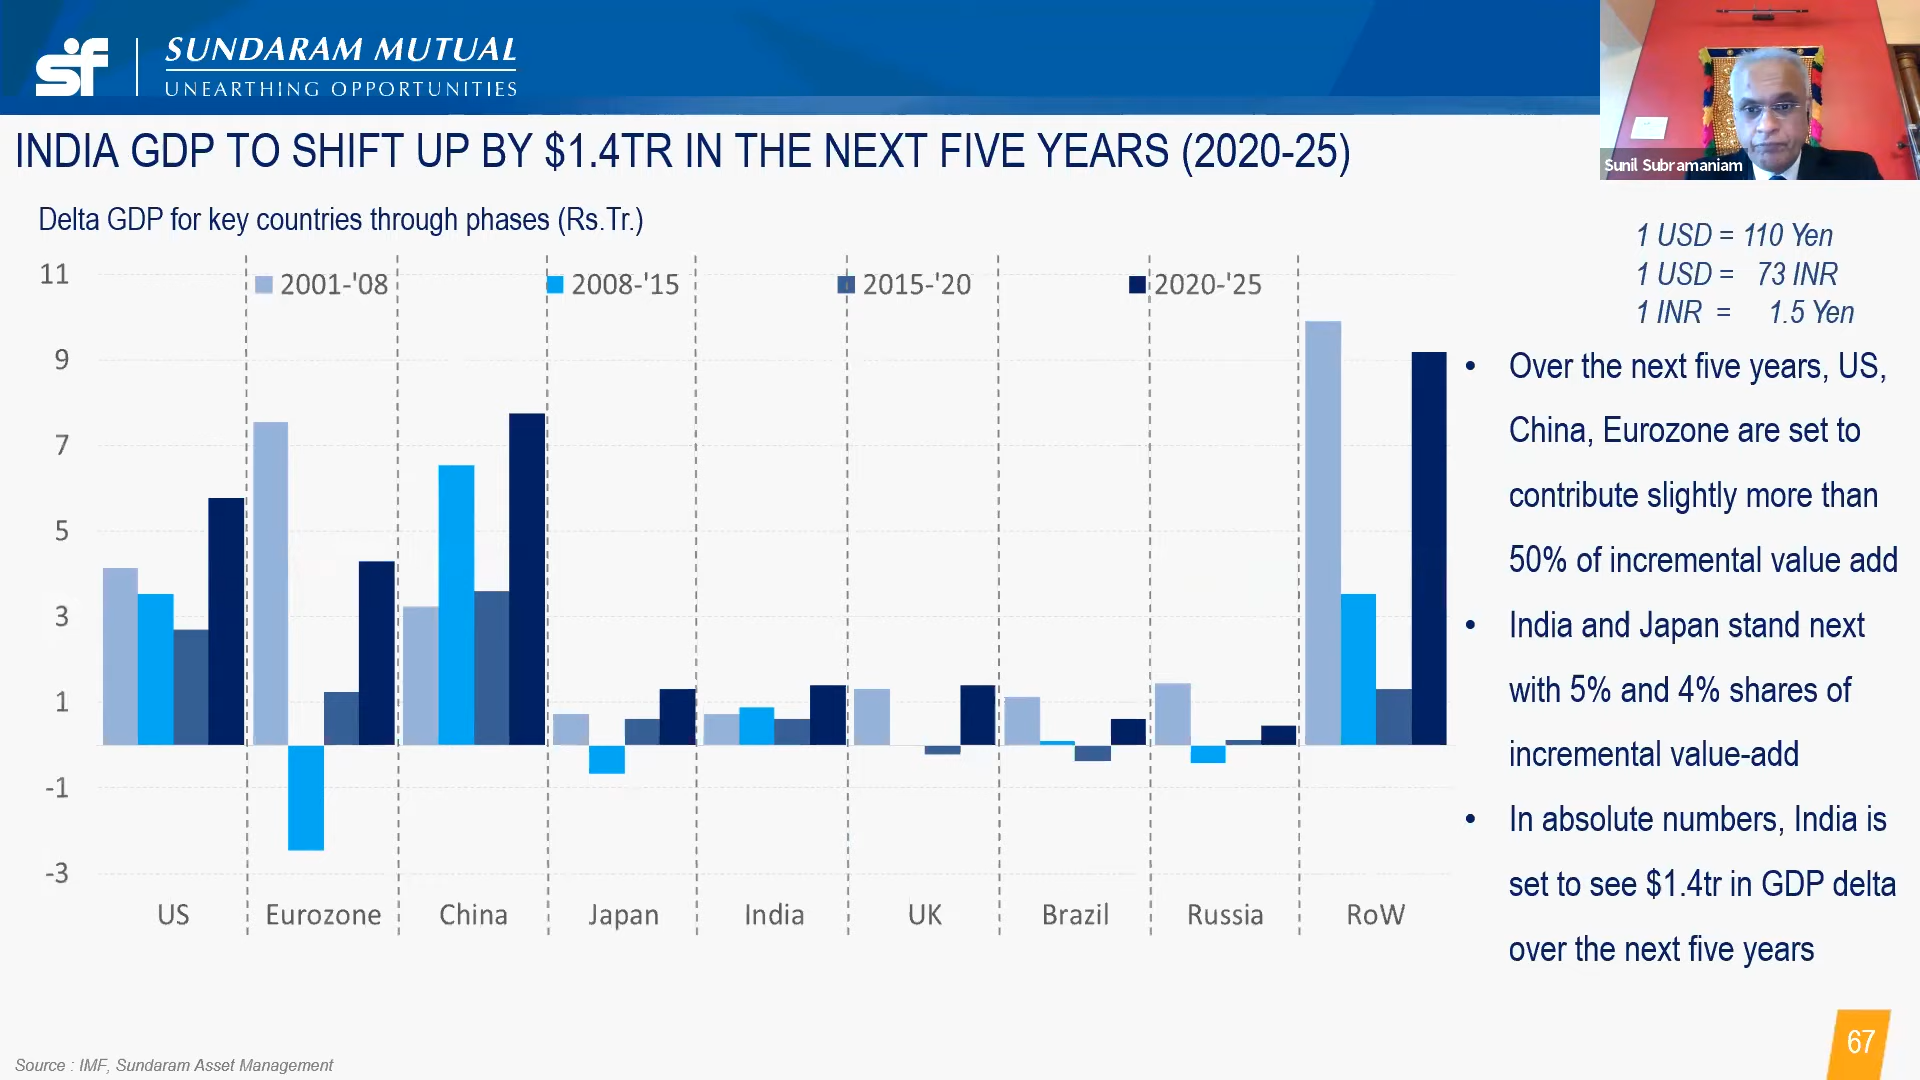 sf
SUNDARAM MUTUAL
UNEARTHING OPPORTUNITIES
Sunil Subramaniam
INDIA GDP TO SHIFT UP BY $1.4TR IN THE NEXT FIVE YEARS (2020-25)
Delta GDP for key countries through phases (Rs.Tr.)
1 USD = 110 Yen
1 USD = 73 INR
1 INR = 1.5 Yen
2001-'08 2008-'15 2015-'20 2020-'25
11
9
7
5
3
1
-1
-3
US Eurozone China Japan India UK Brazil Russia RoW
• Over the next five years, US,
China, Eurozone are set to
contribute slightly more than
50% of incremental value add
• India and Japan stand next
with 5% and 4% shares of
incremental value-add
• In absolute numbers, India is
set to see $1.4tr in GDP delta
over the next five years
67
Source : IMF, Sundaram Asset Management